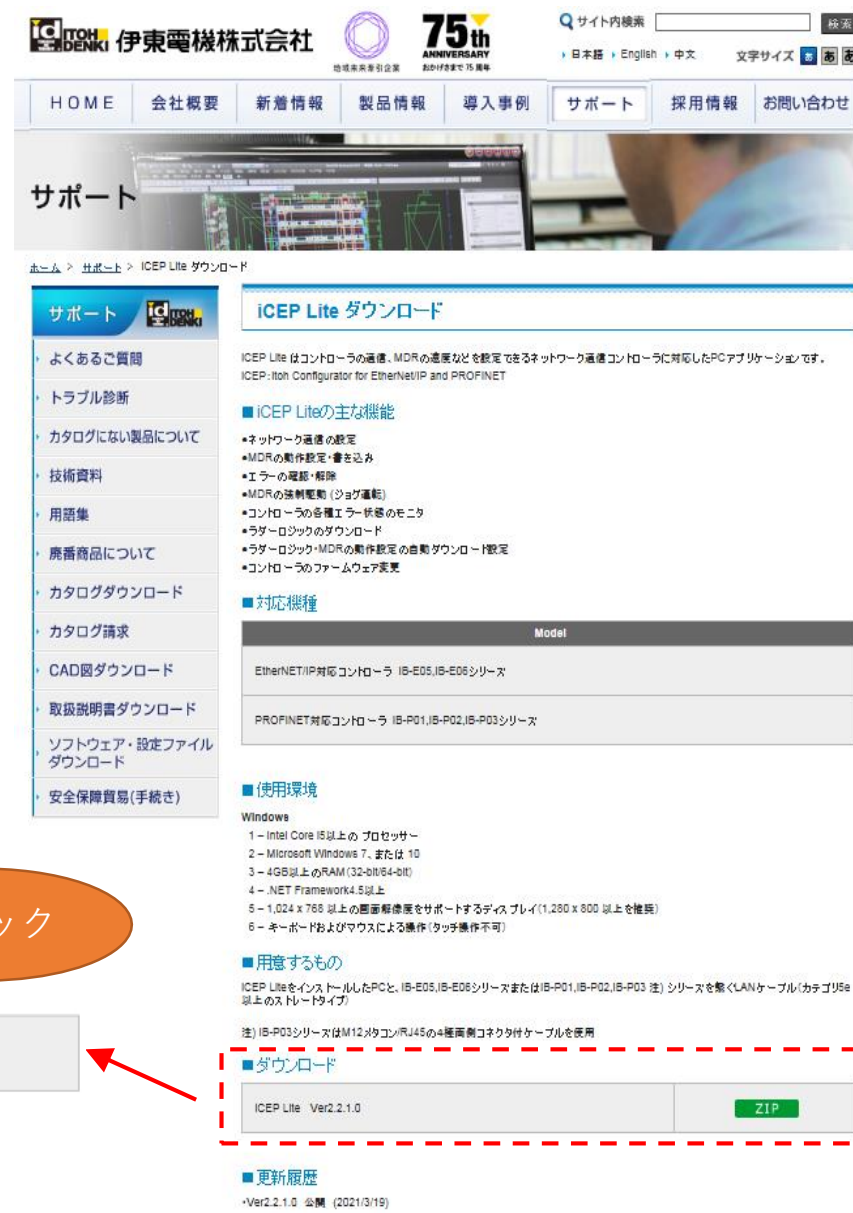 ITOH DENKI 伊東電機株式会社
地域未来牽引企業
75th
ANNIVERSARY
おかげさまで75周年
サイト内検索
日本語 English 中文 文字サイズ あ あ
HOME 会社概要 新着情報 製品情報 導入事例 サポート 採用情報 お問い合わせ
サポート
ホーム > サポート > iCEP Lite ダウンロード
サポート ITOH DENKI
よくあるご質問
トラブル診断
カタログにない製品について
技術資料
用語集
廃番商品について
カタログダウンロード
カタログ請求
CAD図ダウンロード
取扱説明書ダウンロード
ソフトウェア・設定ファイル
ダウンロード
安全保障貿易(手続き)
iCEP Lite ダウンロード
iCEP Lite はコントローラの通信、MDRの速度などを設定できるネットワーク通信コントローラに対応したPCアプリケーションです。
iCEP:Itoh Configurator for EtherNet/IP and PROFINET
■iCEP Liteの主な機能
•ネットワーク通信の設定
•MDRの動作設定・書き込み
•エラーの確認・解除
•MDRの強制駆動 (ジョグ運転)
•コントローラの各種エラー状態のモニタ
•ラダーロジックのダウンロード
•ラダーロジック・MDRの動作設定の自動ダウンロード設定
•コントローラのファームウェア変更
■対応機種
Model
EtherNET/IP対応コントローラ IB-E05,IB-E06シリーズ
PROFINET対応コントローラ IB-P01,IB-P02,IB-P03シリーズ
■使用環境
Windows
1 – Intel Core i5以上の プロセッサー
2 – Microsoft Windows 7、または 10
3 – 4GB以上のRAM (32-bit/64-bit)
4 – .NET Framework4.5以上
5 – 1,024 x 768 以上の画面解像度をサポートするディスプレイ(1,280 x 800 以上を推奨)
6 – キーボードおよびマウスによる操作(タッチ操作不可)
■用意するもの
iCEP LiteをインストールしたPCと、IB-E05,IB-E06シリーズまたはIB-P01,IB-P02,IB-P03 注) シリーズを繋ぐLANケーブル(カテゴリ5e
以上のストレートタイプ)
注) IB-P03シリーズはM12メタコン/RJ45の4極両側コネクタ付ケーブルを使用
■ダウンロード
iCEP Lite Ver2.2.1.0 ZIP
■更新履歴
・Ver2.2.1.0 公開 (2021/3/19)
ック